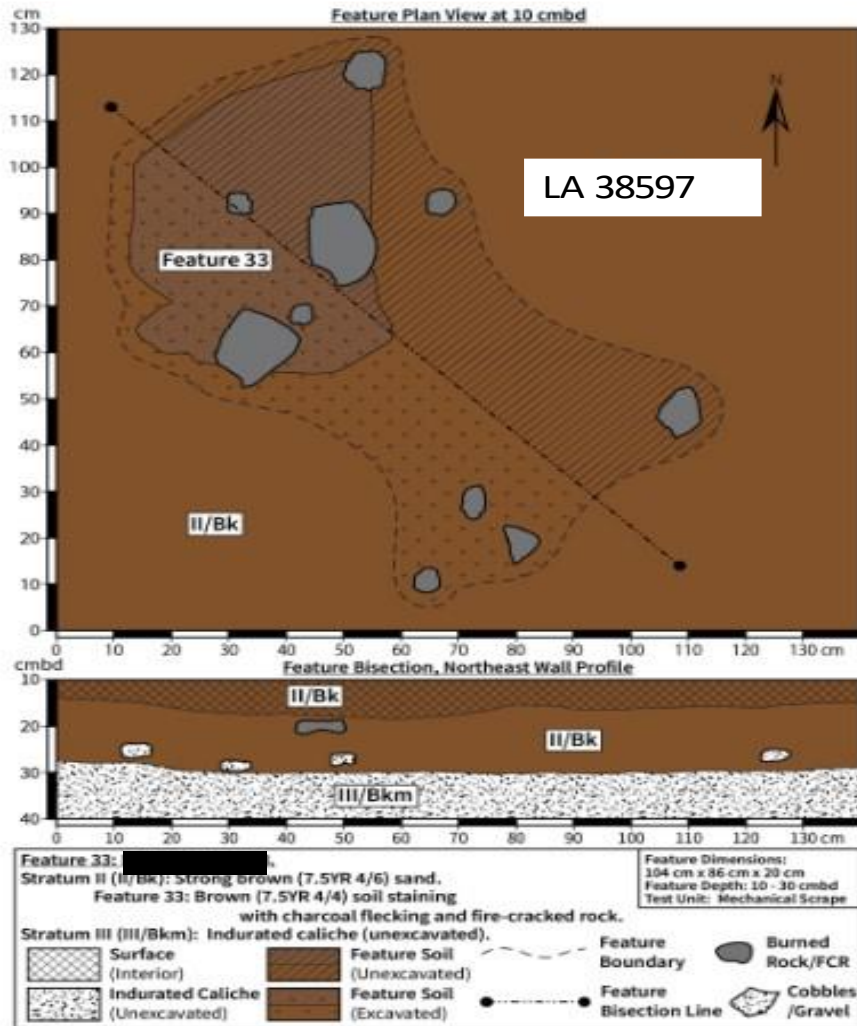 cm
Feature Plan View at 10 cmbd
130
120
110
100
90
80
70
60
50
40
30
20
10
0
N
LA 38597
Feature 33
II/Bk
0 10 20 30 40 50 60 70 80 90 100 110 120 130 cm
cmbd
Feature Bisection, Northeast Wall Profile
10
20
30
40
II/Bk
II/Bk
III/Bkm
0 10 20 30 40 50 60 70 80 90 100 110 120 130 cm
Feature 33:
Stratum II (II/Bk): Strong brown (7.5YR 4/6) sand.
Feature 33: Brown (7.5YR 4/4) soil staining
with charcoal flecking and fire-cracked rock.
Stratum III (III/Bkm): Indurated caliche (unexcavated).
Feature Dimensions:
104 cm x 86 cm x 20 cm
Feature Depth: 10 - 30 cmbd
Test Unit: Mechanical Scrape
Surface
(Interior)
Feature Soil
(Unexcavated)
Feature
Boundary
Burned
Rock/FCR
Indurated Caliche
(Unexcavated)
Feature Soil
(Excavated)
Feature
Bisection Line
Cobbles
/Gravel